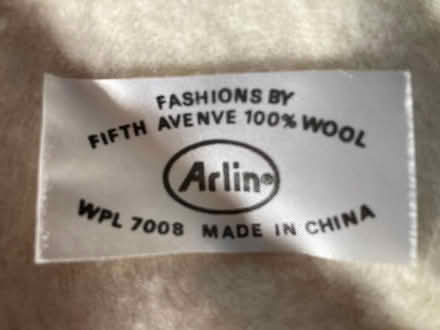 FASHIONS BY
FIFTH AVENVE 100% WOOL
Arlin®
WPL 7008 MADE IN CHINA